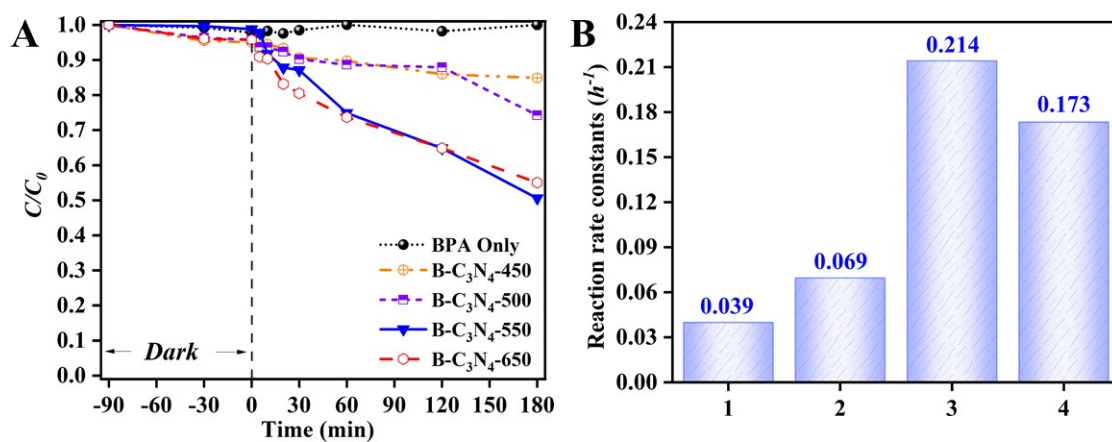 A
C/C₀
1.0
0.9
0.8
0.7
0.6
0.5
0.4
0.3
0.2
0.1
0.0
BPA Only
B-C₃N₄-450
B-C₃N₄-500
B-C₃N₄-550
B-C₃N₄-650
Dark
-90 -60 -30 0 30 60 90 120 150 180
Time (min)
B
Reaction rate constants (h⁻¹)
0.24
0.21
0.18
0.15
0.12
0.09
0.06
0.03
0.00
0.039
0.069
0.214
0.173
1 2 3 4